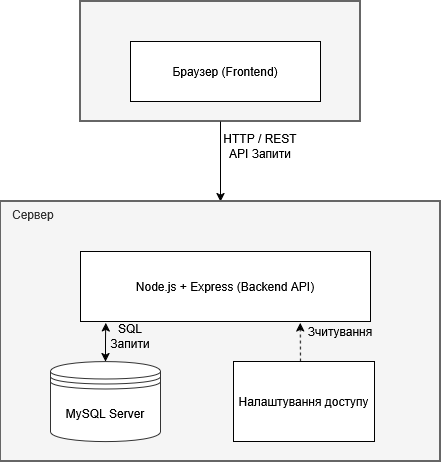 Браузер (Frontend)
HTTP / REST
API Запити
Сервер
Node.js + Express (Backend API)
SQL
Запити
Зчитування
MySQL Server
Налаштування доступу